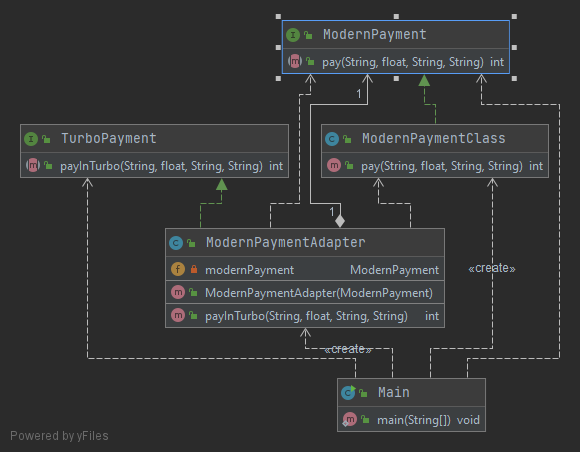 ModernPayment
pay(String, float, String, String) int
1
TurboPayment
payInTurbo(String, float, String, String) int
ModernPaymentClass
pay(String, float, String, String) int
1
ModernPaymentAdapter
modernPayment ModernPayment
ModernPaymentAdapter(ModernPayment)
payInTurbo(String, float, String, String) int
«create»
«create»
Main
main(String[]) void
Powered by yFiles